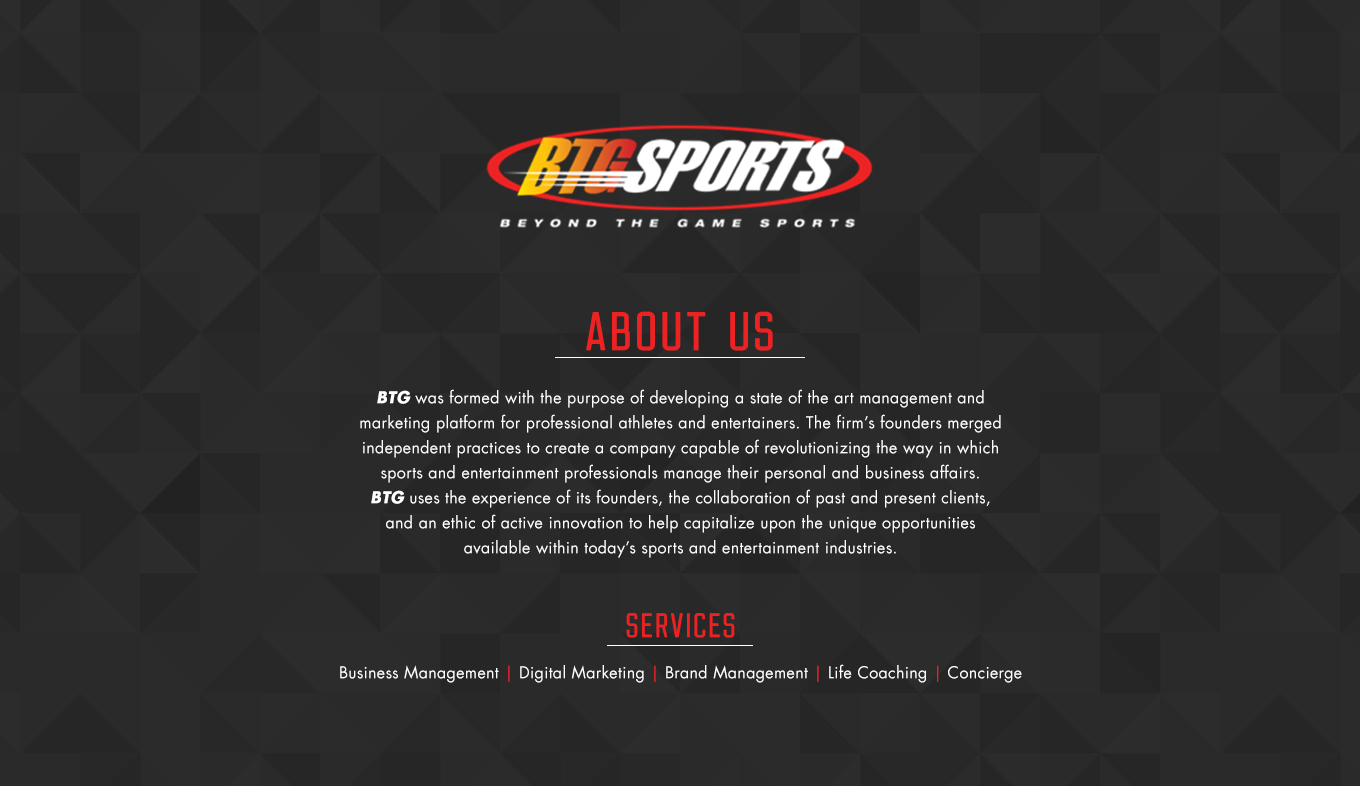 BTGSPORTS
BEYOND THE GAME SPORTS
ABOUT US
BTG was formed with the purpose of developing a state of the art management and
marketing platform for professional athletes and entertainers. The firm's founders merged
independent practices to create a company capable of revolutionizing the way in which
sports and entertainment professionals manage their personal and business affairs.
BTG uses the experience of its founders, the collaboration of past and present clients,
and an ethic of active innovation to help capitalize upon the unique opportunities
available within today's sports and entertainment industries.
SERVICES
Business Management | Digital Marketing | Brand Management | Life Coaching | Concierge